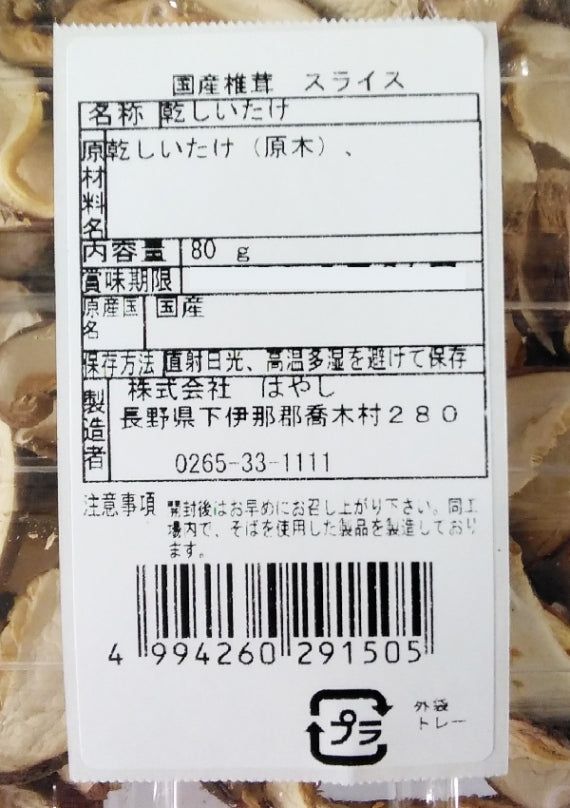 国産椎茸　スライス
名称 乾しいたけ
原材料名 乾しいたけ（原木）、
内容量 80 g
賞味期限
原産国名 国産
保存方法 直射日光、高温多湿を避けて保存
製造者 株式会社　はやし
長野県下伊那郡喬木村２８０
0265-33-1111
注意事項 開封後はお早めにお召し上がり下さい。同工
場内で、そばを使用した製品を製造しており
ます。
4 994260 291505
プラ 外袋
トレー